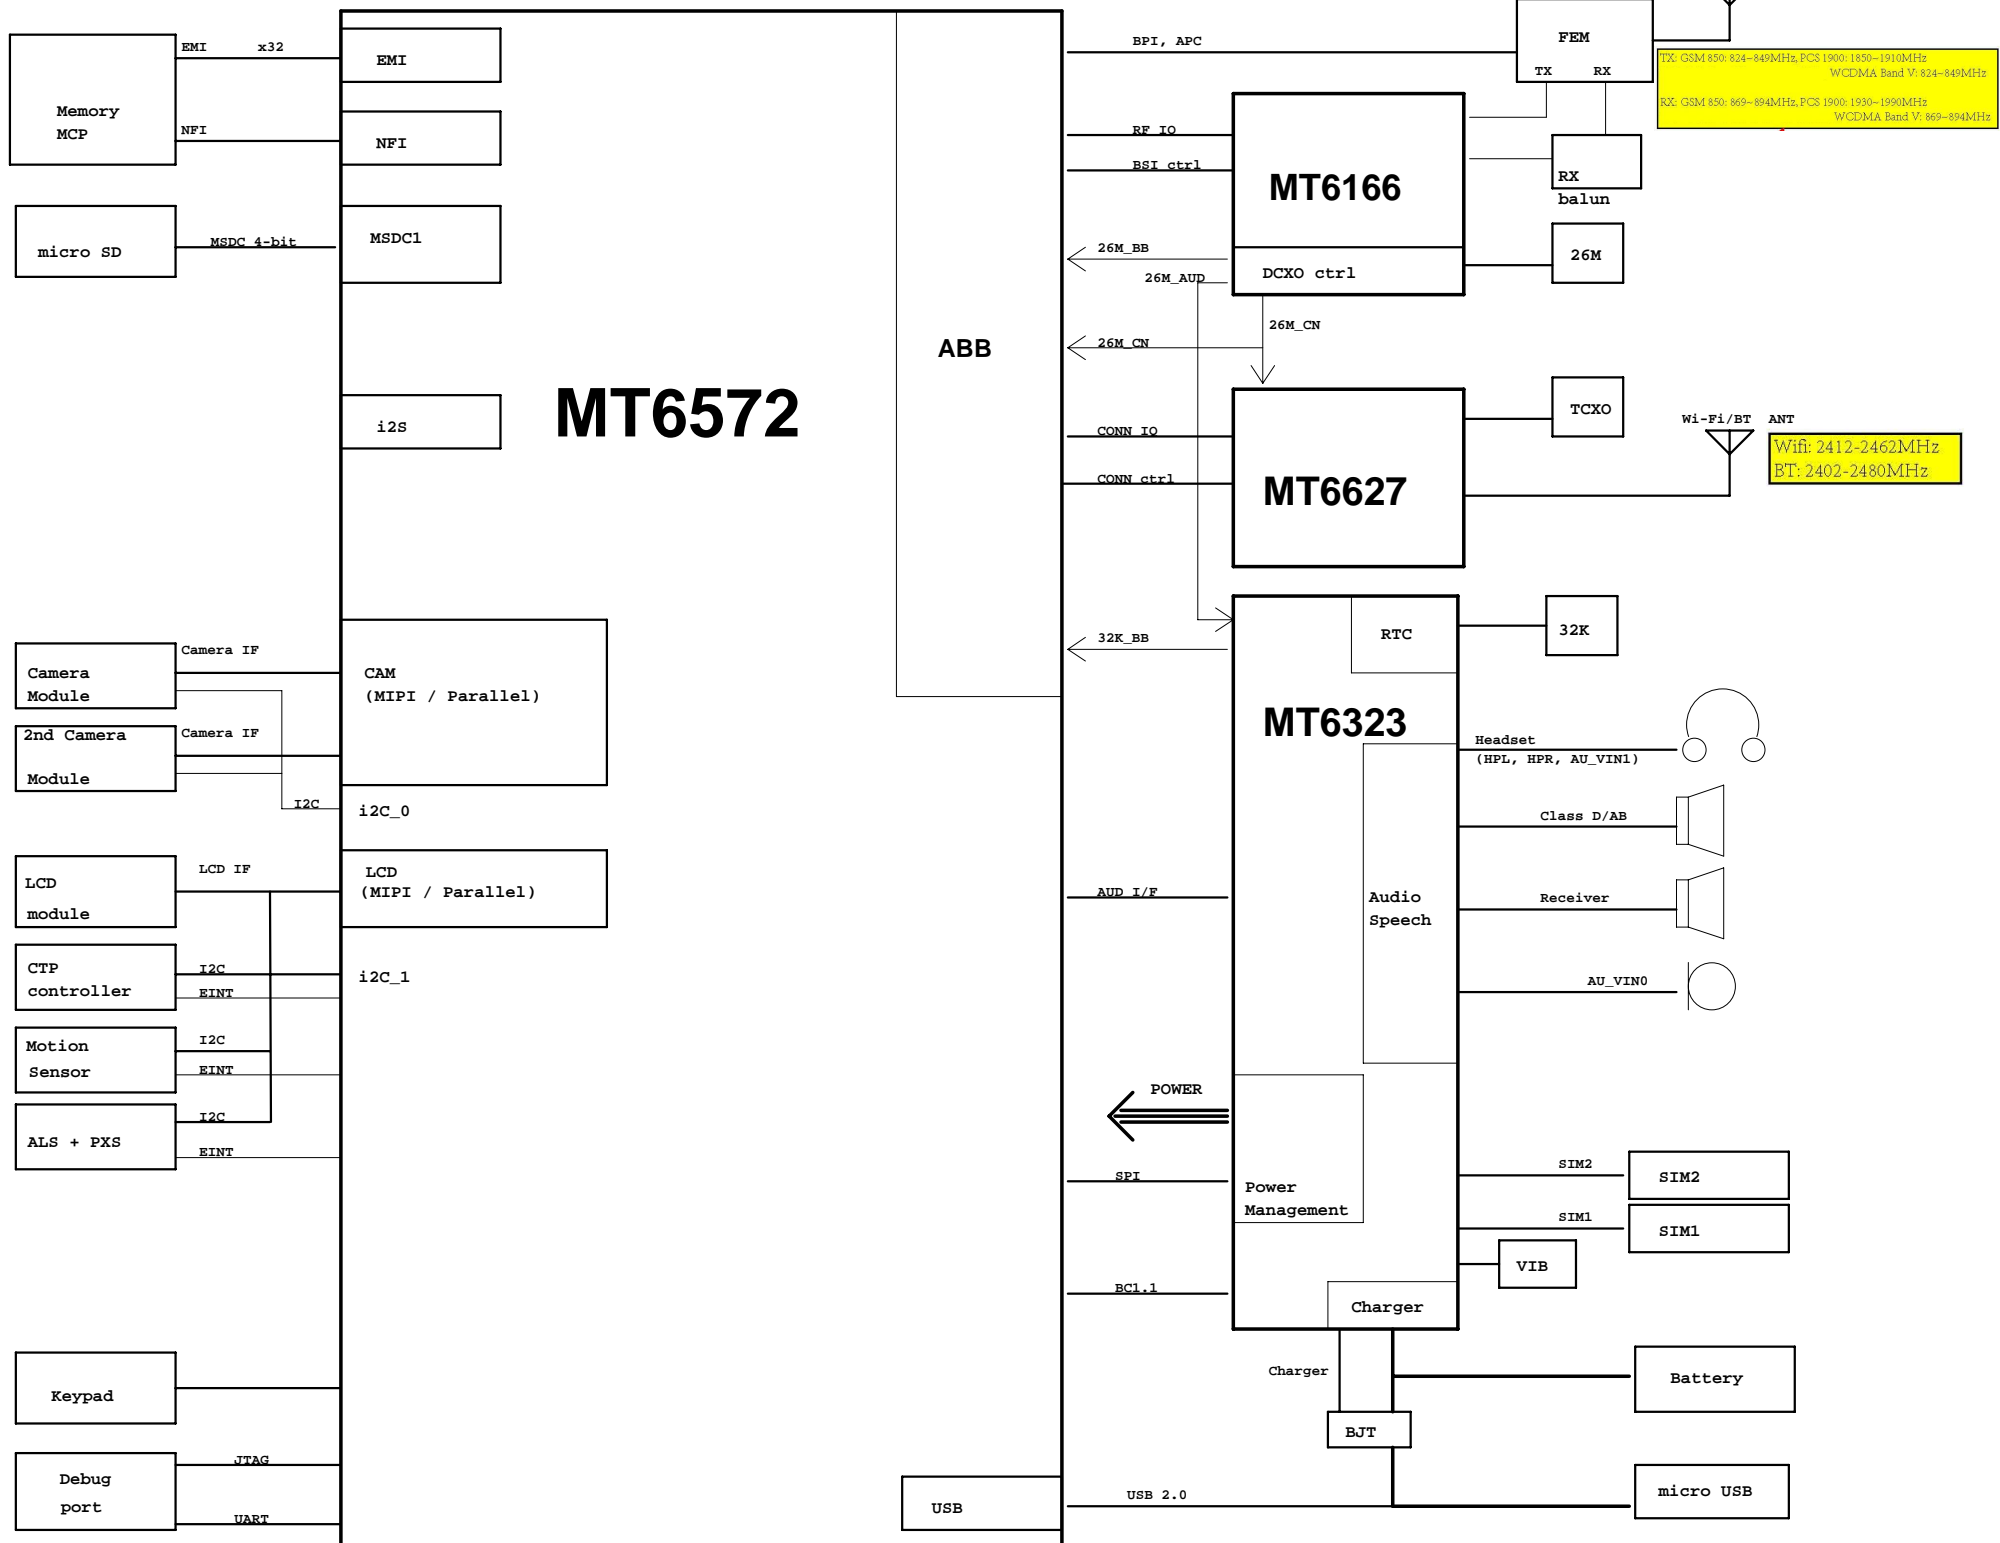 Memory
MCP
EMI x32
NFI
EMI
NFI
micro SD
MSDC 4-bit
MSDC1
i2S
MT6572
ABB
Camera
Module
Camera IF
2nd Camera
Module
Camera IF
I2C
CAM
(MIPI / Parallel)
i2C_0
LCD
module
LCD IF
LCD
(MIPI / Parallel)
CTP
controller
I2C
EINT
i2C_1
Motion
Sensor
I2C
EINT
ALS + PXS
I2C
EINT
Keypad
Debug
port
JTAG
UART
USB
BPI, APC
FEM
TX RX
TX: GSM 850: 824~849MHz, PCS 1900: 1850~1910MHz
WCDMA Band V: 824~849MHz
RX: GSM 850: 869~894MHz, PCS 1900: 1930~1990MHz
WCDMA Band V: 869~894MHz
RF IO
BSI ctrl
MT6166
RX
balun
26M_BB
26M_AUD
DCXO ctrl
26M
26M_CN
26M_CN
CONN IO
CONN ctrl
MT6627
TCXO
Wi-Fi/BT ANT
Wifi: 2412-2462MHz
BT: 2402-2480MHz
32K_BB
RTC
32K
MT6323
Headset
(HPL, HPR, AU_VIN1)
Class D/AB
AUD I/F
Audio
Speech
Receiver
AU_VIN0
POWER
SPI
Power
Management
SIM2
SIM2
SIM1
SIM1
VIB
BC1.1
Charger
Charger
BJT
Battery
USB 2.0
micro USB